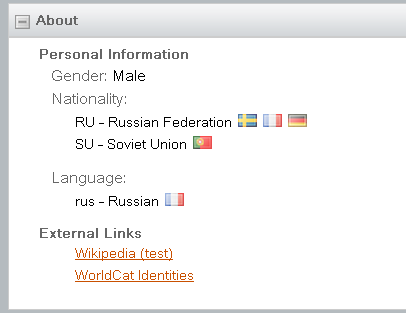 About
Personal Information
Gender: Male
Nationality:
RU - Russian Federation
SU - Soviet Union
Language:
rus - Russian
External Links
Wikipedia (test)
WorldCat Identities